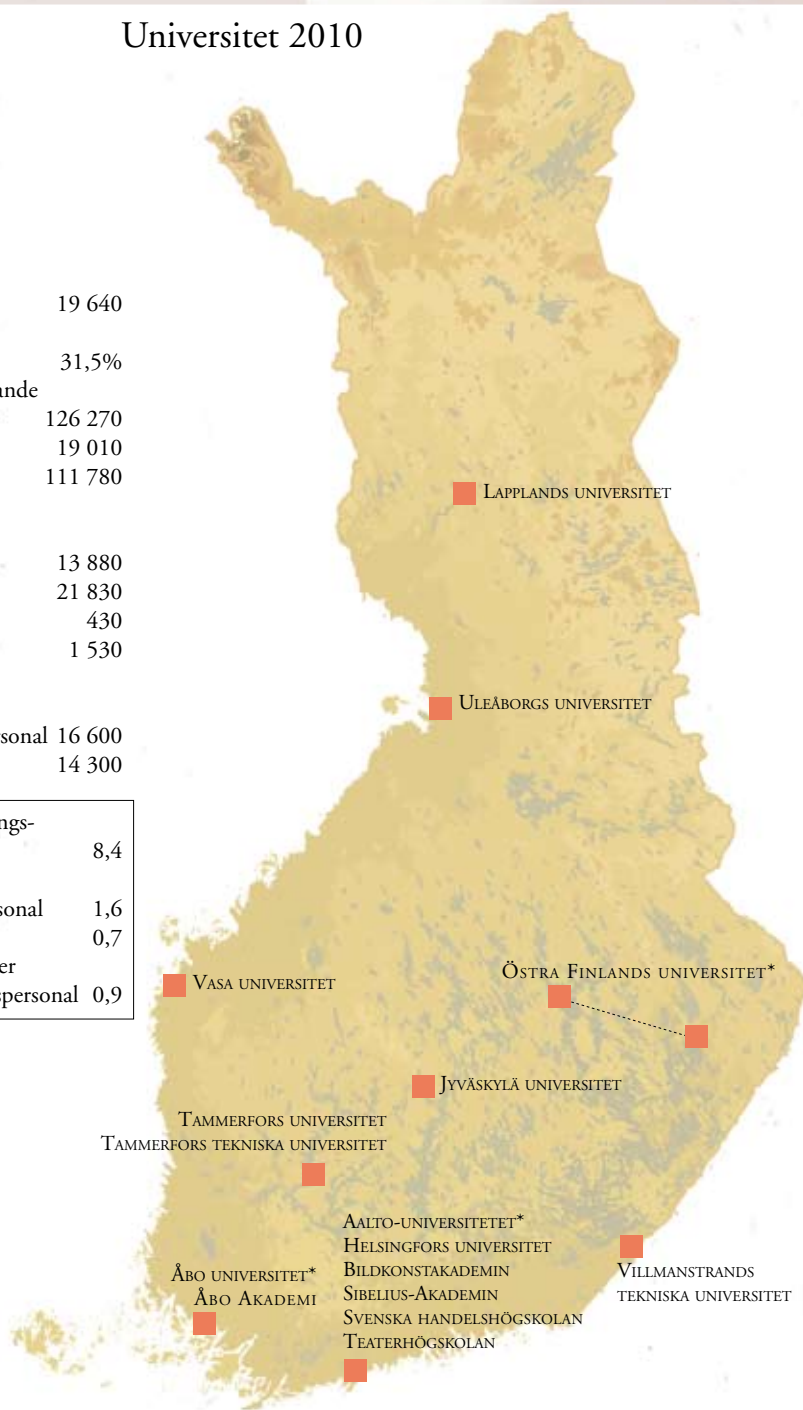 Universitet 2010
19 640
31,5%
ande
126 270
19 010
111 780
13 880
21 830
430
1 530
rsonal 16 600
14 300
ngs-
8,4
sonal 1,6
0,7
er
spersonal 0,9
Lapplands universitet
Uleåborgs universitet
Vasa universitet
Östra Finlands universitet*
Jyväskylä universitet
Tammerfors universitet
Tammerfors tekniska universitet
Aalto-universitetet*
Helsingfors universitet
Bildkonstakademin
Sibelius-Akademin
Svenska handelshögskolan
Teaterhögskolan
Åbo universitet*
Åbo Akademi
Villmanstrands
tekniska universitet